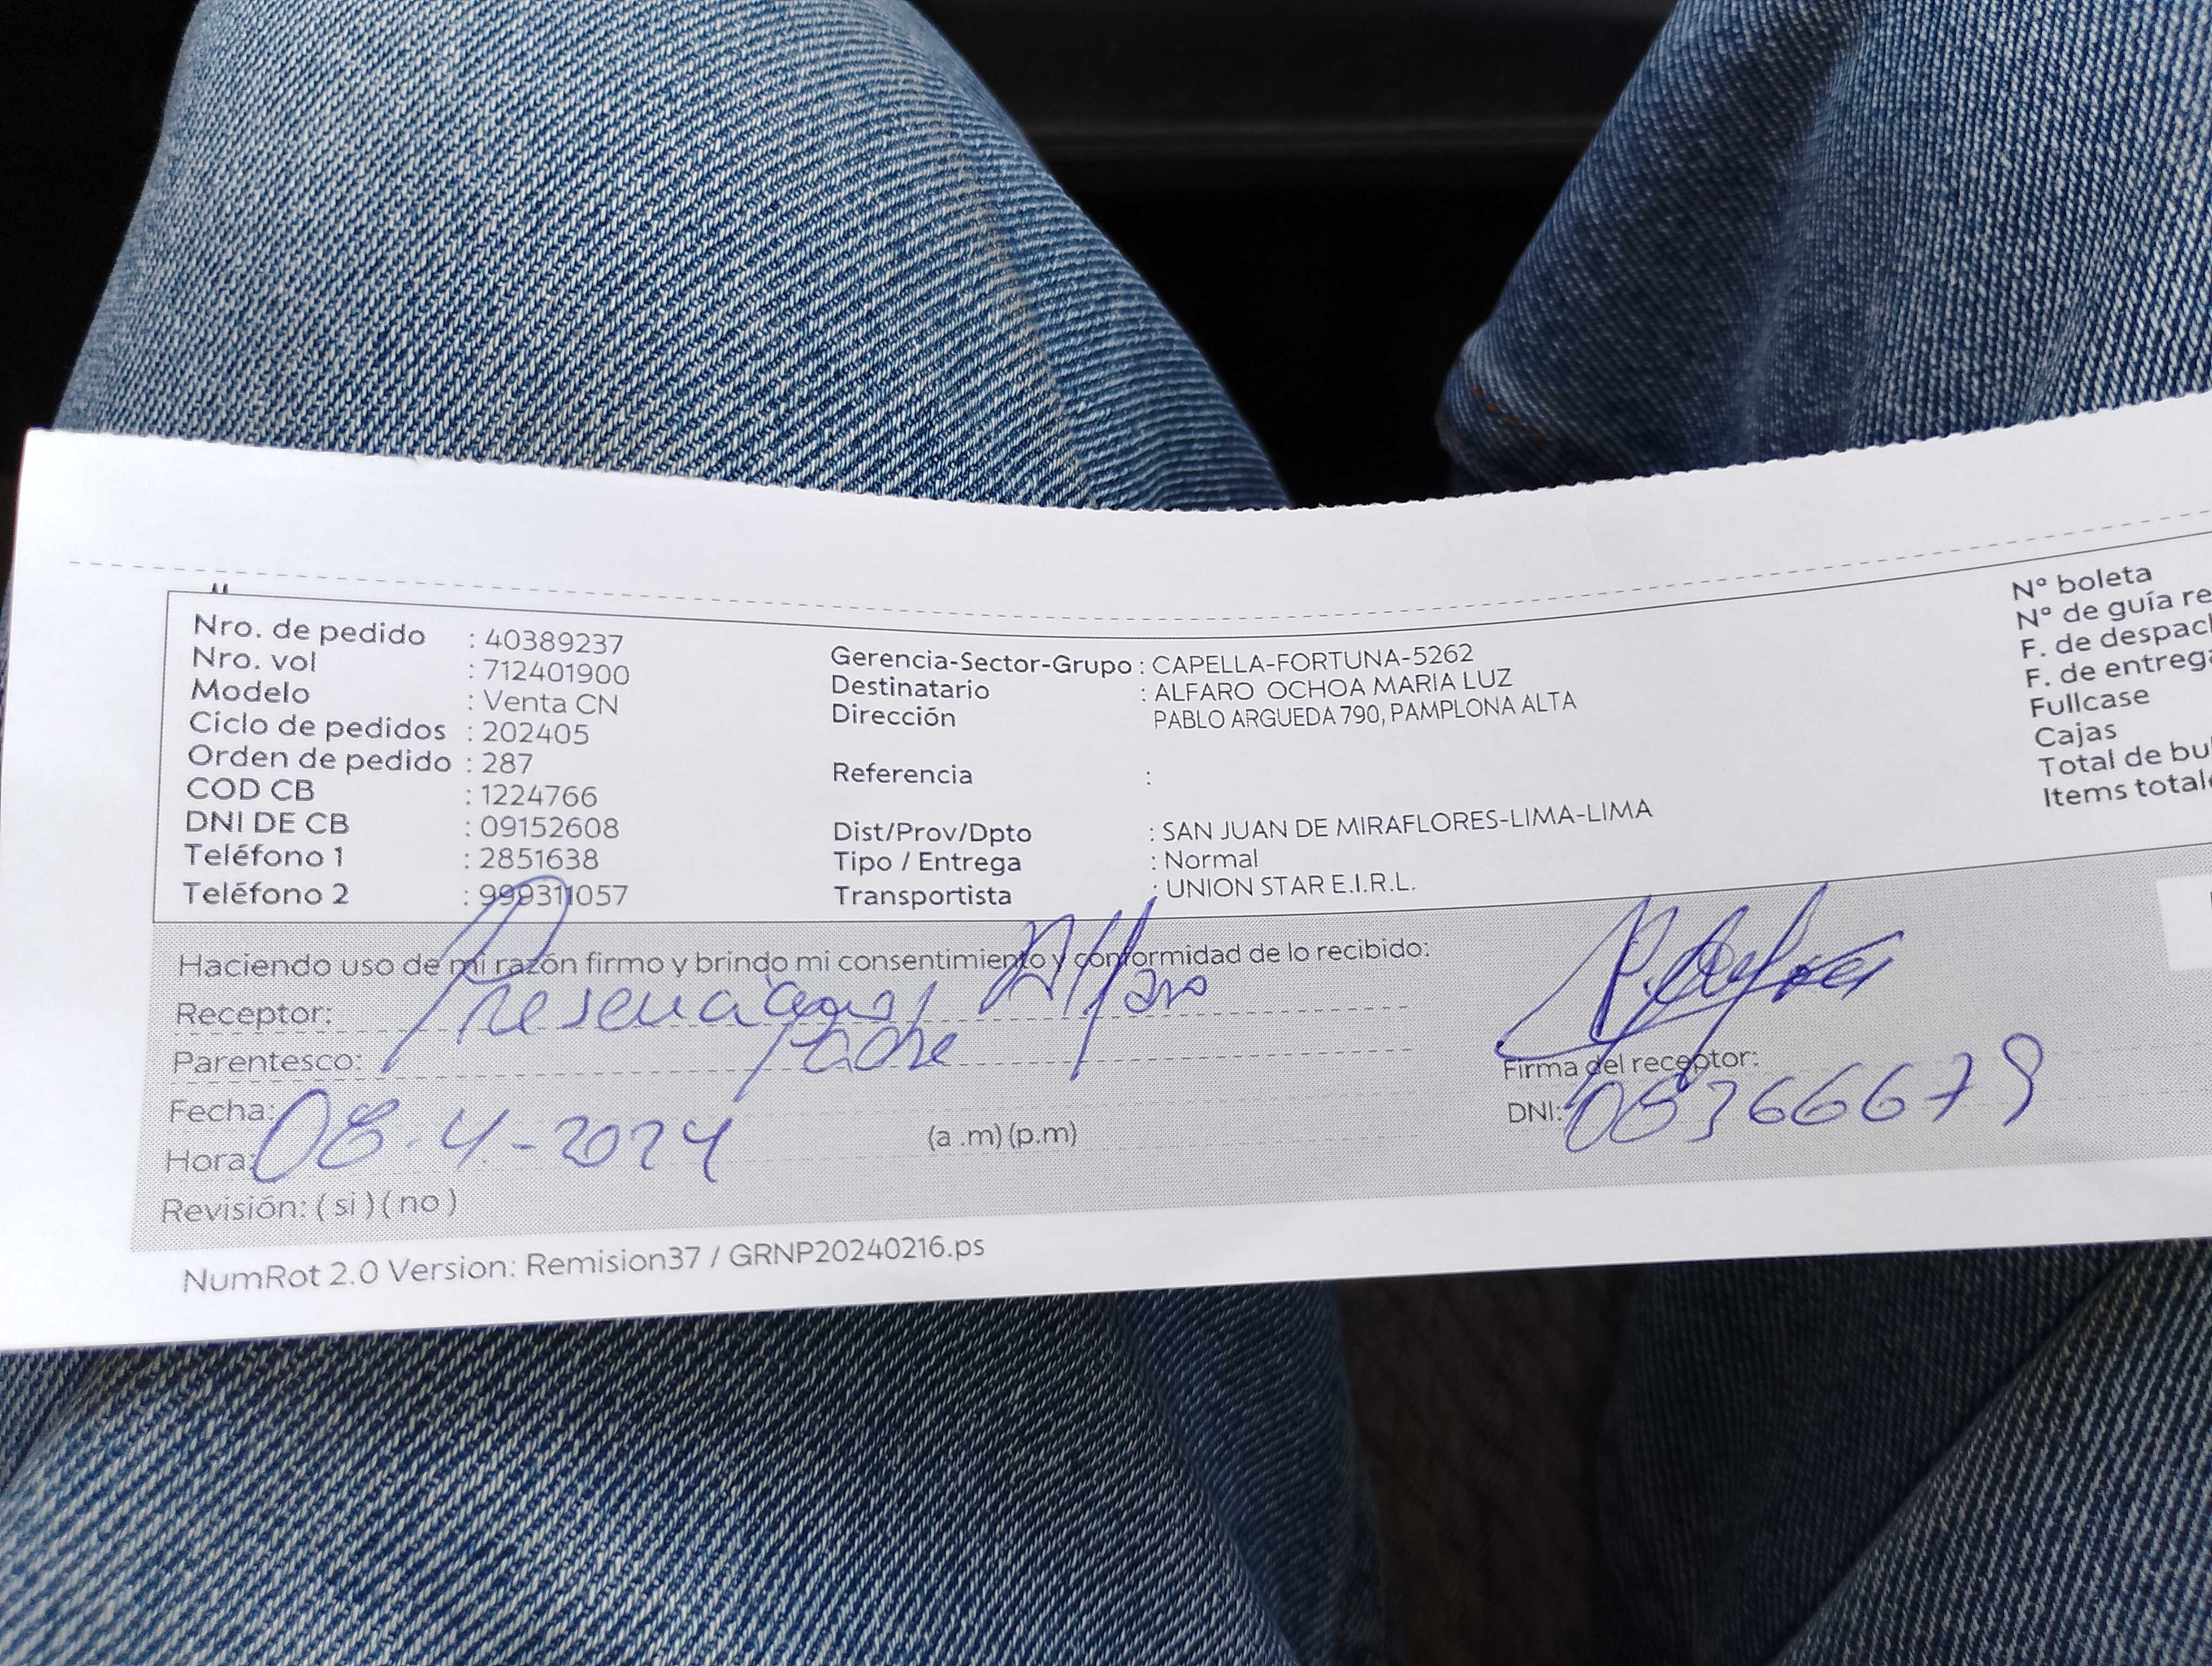 Nro. de pedido : 40389237
Nro. vol : 712401900
Modelo : Venta CN
Ciclo de pedidos : 202405
Orden de pedido : 287
COD CB : 1224766
DNI DE CB : 09152608
Teléfono 1 : 2851638
Teléfono 2 : 999311057
Gerencia-Sector-Grupo : CAPELLA-FORTUNA-5262
Destinatario : ALFARO OCHOA MARIA LUZ
Dirección PABLO ARGUEDA 790, PAMPLONA ALTA
Referencia :
Dist/Prov/Dpto : SAN JUAN DE MIRAFLORES-LIMA-LIMA
Tipo / Entrega : Normal
Transportista : UNION STAR E.I.R.L.
N° boleta
N° de guía re
F. de despach
F. de entrega
Fullcase
Cajas
Total de bu
Items total
Haciendo uso de mi razón firmo y brindo mi consentimiento y conformidad de lo recibido:
Receptor: Alfaro
Parentesco: Padre
Fecha: 08-4-2024
Hora: (a .m) (p.m)
Revisión: ( si ) ( no )
Firma del receptor:
DNI:
NumRot 2.0 Version: Remision37 / GRNP20240216.ps